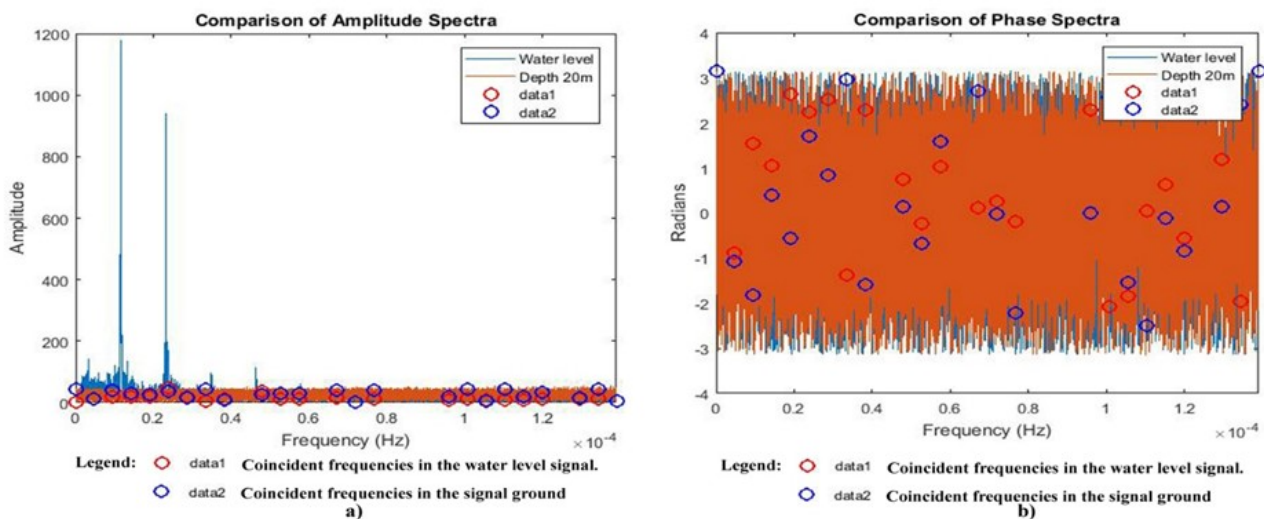 Comparison of Amplitude Spectra
1200
1000
800
600
400
200
0
Amplitude
0
0.2
0.4
0.6
0.8
1
1.2
Frequency (Hz)
×10-4
Water level
Depth 20m
data1
data2
Legend:
data1 Coincident frequencies in the water level signal.
data2 Coincident frequencies in the signal ground
a)
Comparison of Phase Spectra
4
3
2
1
0
-1
-2
-3
-4
Radians
0
0.2
0.4
0.6
0.8
1
1.2
Frequency (Hz)
×10-4
Water level
Depth 20m
data1
data2
Legend:
data1 Coincident frequencies in the water level signal.
data2 Coincident frequencies in the signal ground
b)